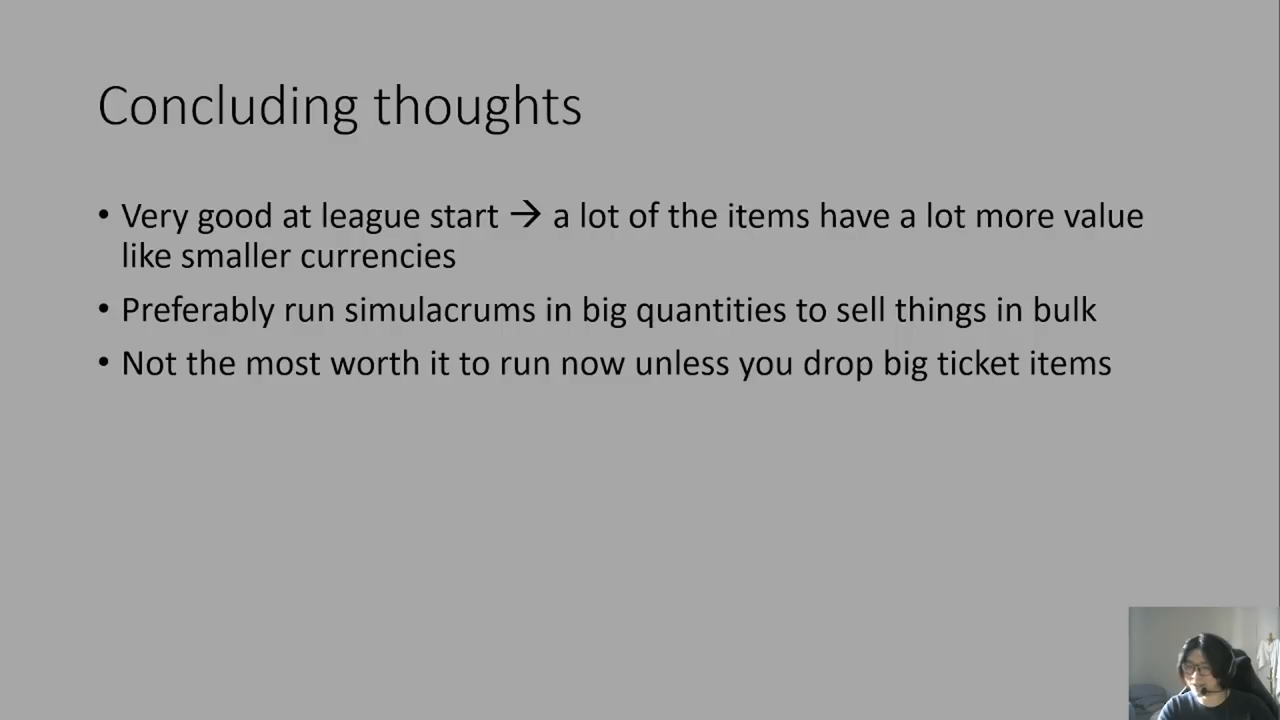 Concluding thoughts
• Very good at league start → a lot of the items have a lot more value
like smaller currencies
• Preferably run simulacrums in big quantities to sell things in bulk
• Not the most worth it to run now unless you drop big ticket items